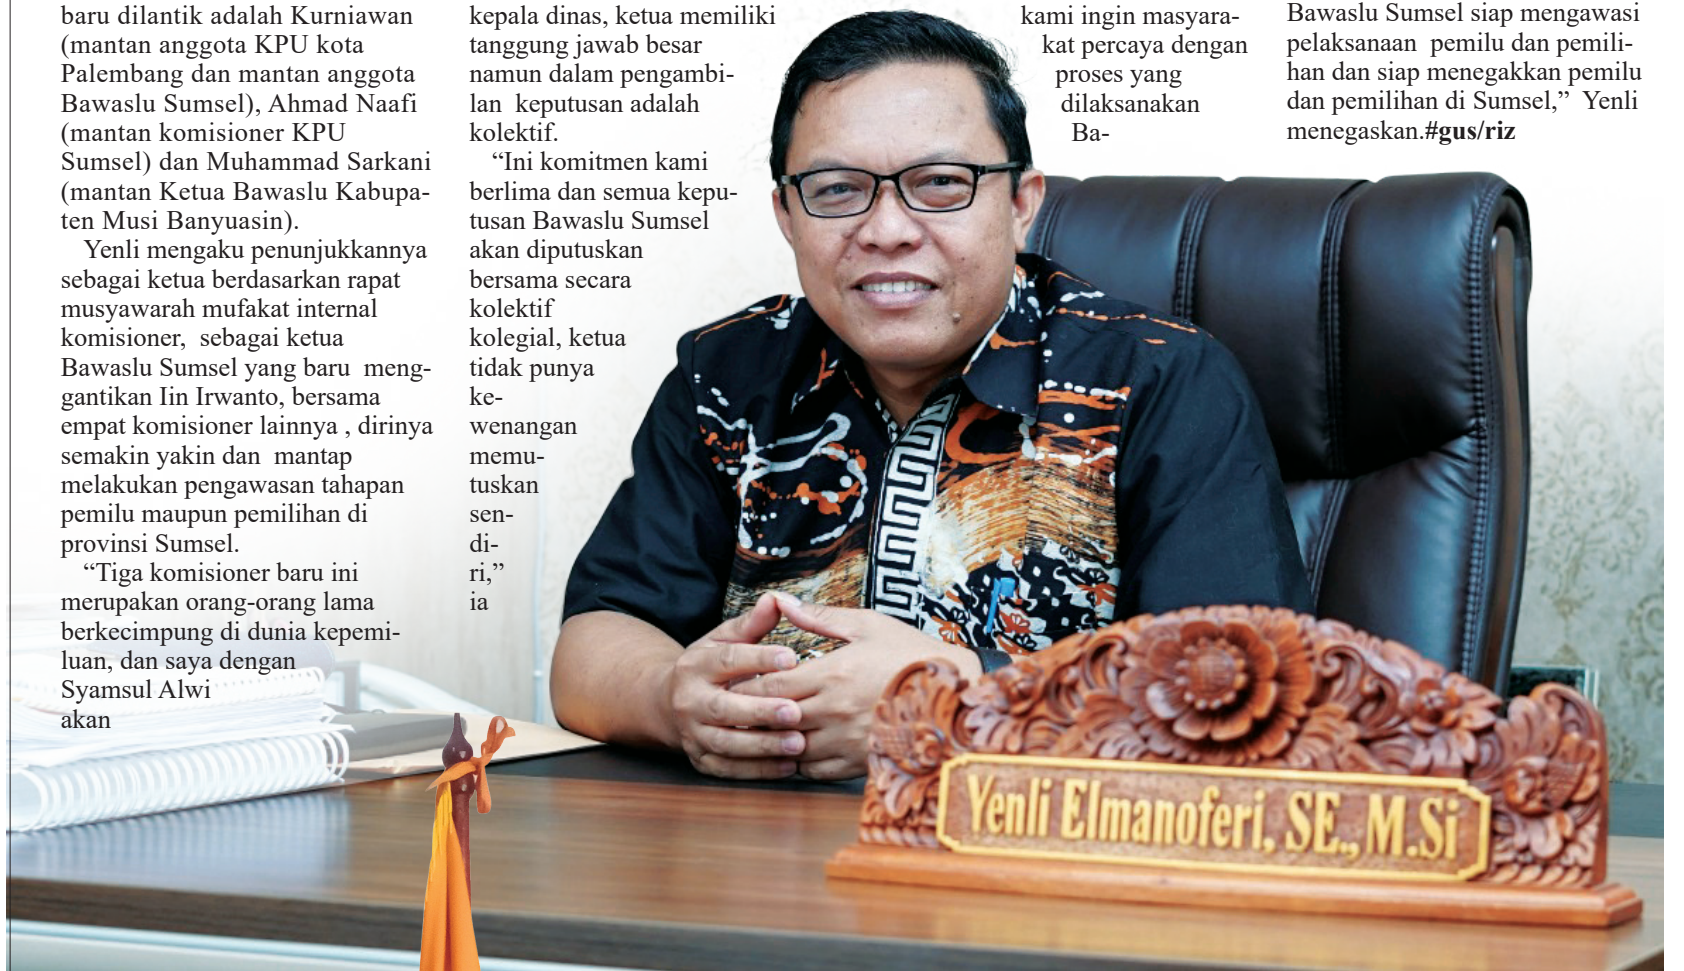 baru dilantik adalah Kurniawan
(mantan anggota KPU kota
Palembang dan mantan anggota
Bawaslu Sumsel), Ahmad Naafi
(mantan komisioner KPU
Sumsel) dan Muhammad Sarkani
(mantan Ketua Bawaslu Kabupa-
ten Musi Banyuasin).
Yenli mengaku penunjukkannya
sebagai ketua berdasarkan rapat
musyawarah mufakat internal
komisioner, sebagai ketua
Bawaslu Sumsel yang baru meng-
gantikan Iin Irwanto, bersama
empat komisioner lainnya , dirinya
semakin yakin dan mantap
melakukan pengawasan tahapan
pemilu maupun pemilihan di
provinsi Sumsel.
“Tiga komisioner baru ini
merupakan orang-orang lama
berkecimpung di dunia kepemi-
luan, dan saya dengan
Syamsul Alwi
akan
kepala dinas, ketua memiliki
tanggung jawab besar
namun dalam pengambi-
lan keputusan adalah
kolektif.
“Ini komitmen kami
berlima dan semua kepu-
tusan Bawaslu Sumsel
akan diputuskan
bersama secara
kolektif
kolegial, ketua
tidak punya
ke-
wenangan
memu-
tuskan
sen-
di-
ri,”
ia
kami ingin masyara-
kat percaya dengan
proses yang
dilaksanakan
Ba-
Bawaslu Sumsel siap mengawasi
pelaksanaan pemilu dan pemili-
han dan siap menegakkan pemilu
dan pemilihan di Sumsel,” Yenli
menegaskan.#gus/riz
Yenli Elmanoferi, SE., M.Si